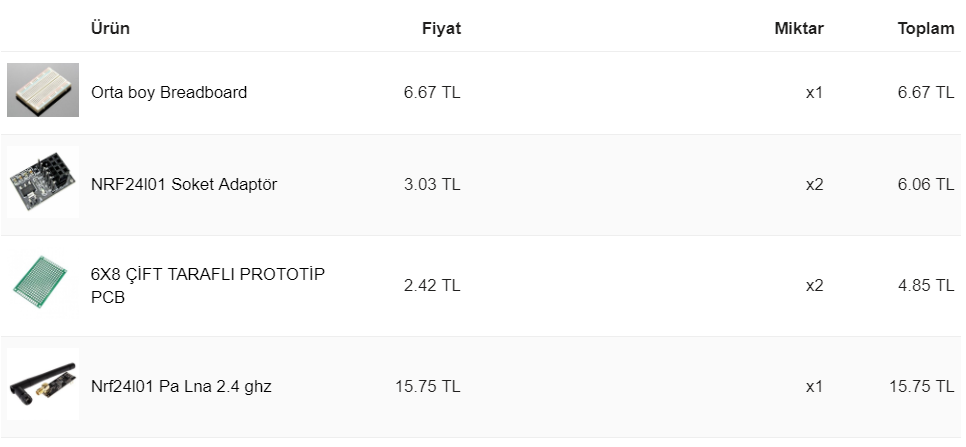 Ürün Fiyat Miktar Toplam
Orta boy Breadboard 6.67 TL x1 6.67 TL
NRF24l01 Soket Adaptör 3.03 TL x2 6.06 TL
6X8 ÇİFT TARAFLI PROTOTİP
PCB 2.42 TL x2 4.85 TL
Nrf24l01 Pa Lna 2.4 ghz 15.75 TL x1 15.75 TL